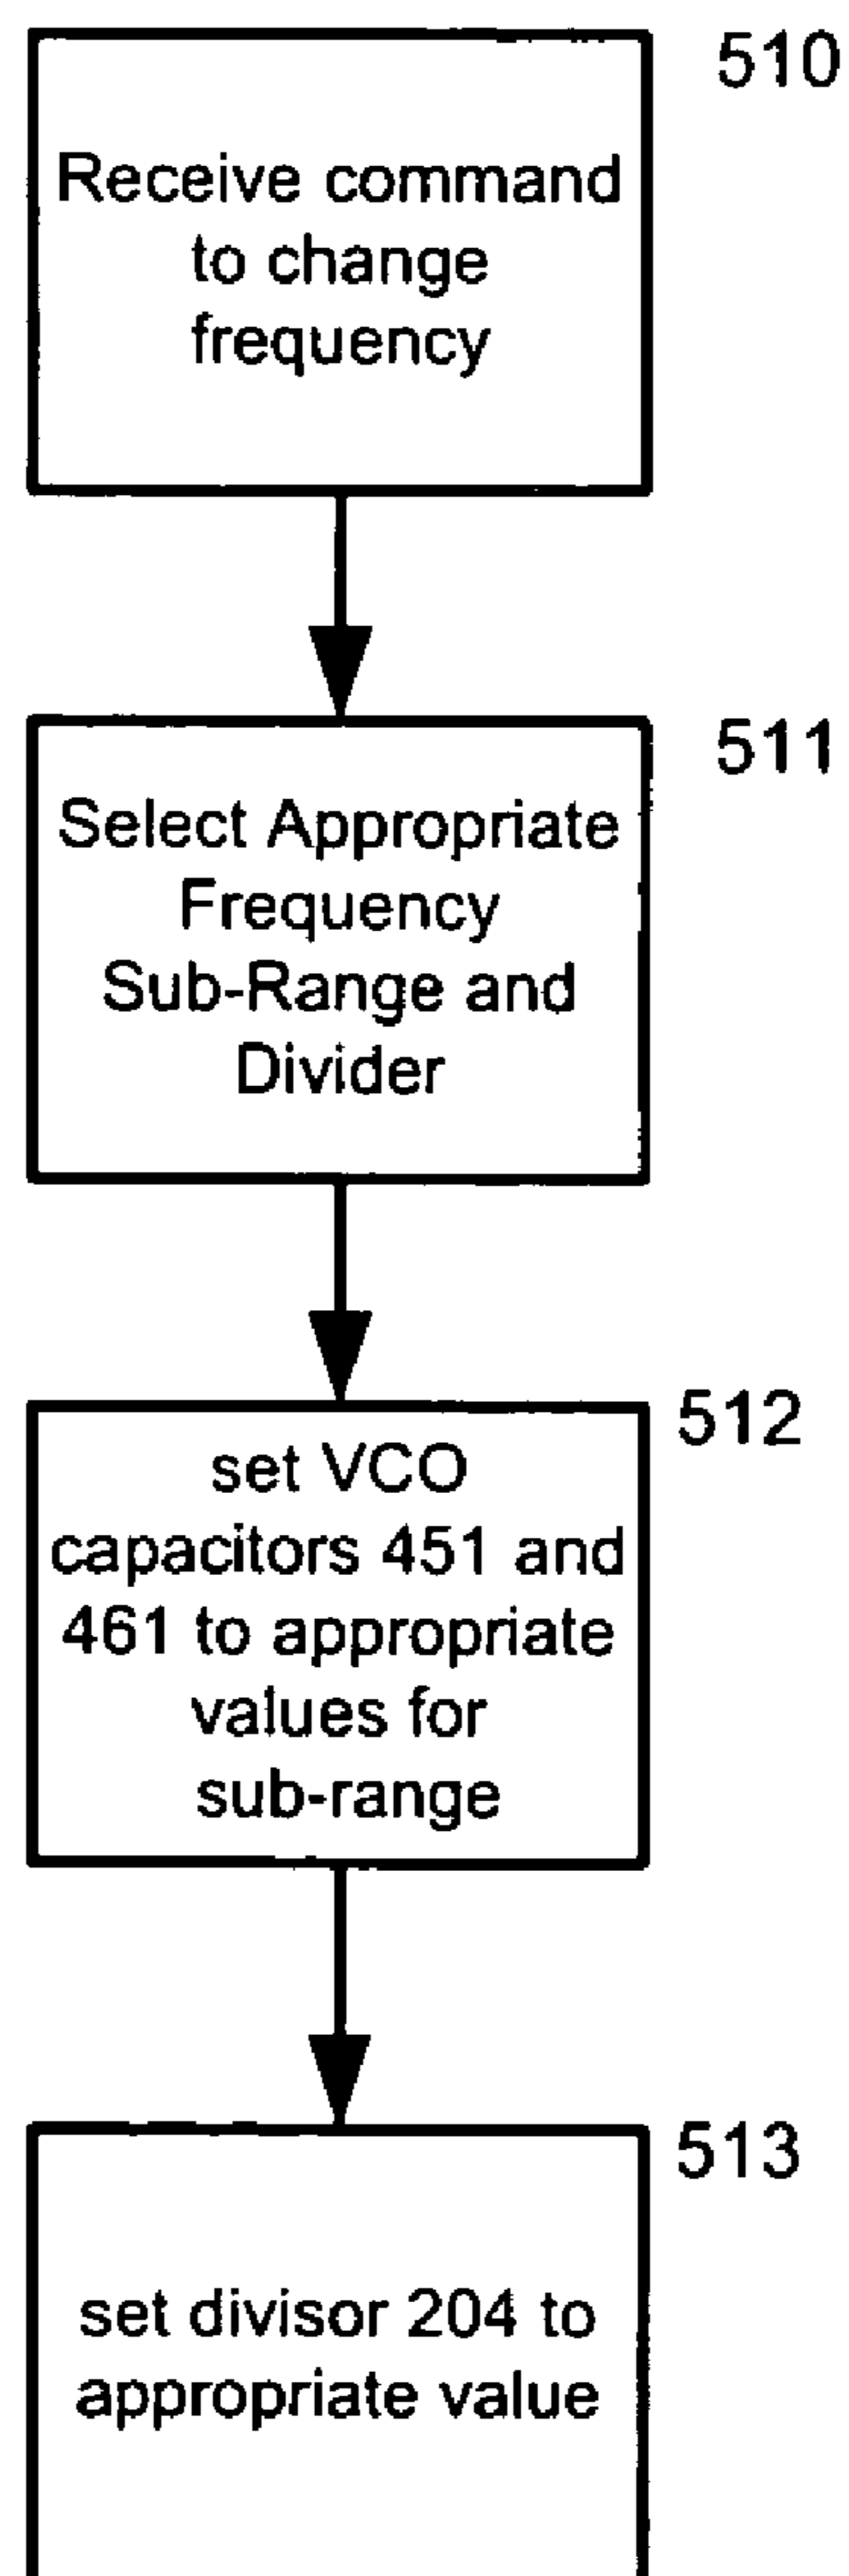 510
Receive command
to change
frequency
511
Select Appropriate
Frequency
Sub-Range and
Divider
512
set VCO
capacitors 451 and
461 to appropriate
values for
sub-range
513
set divisor 204 to
appropriate value